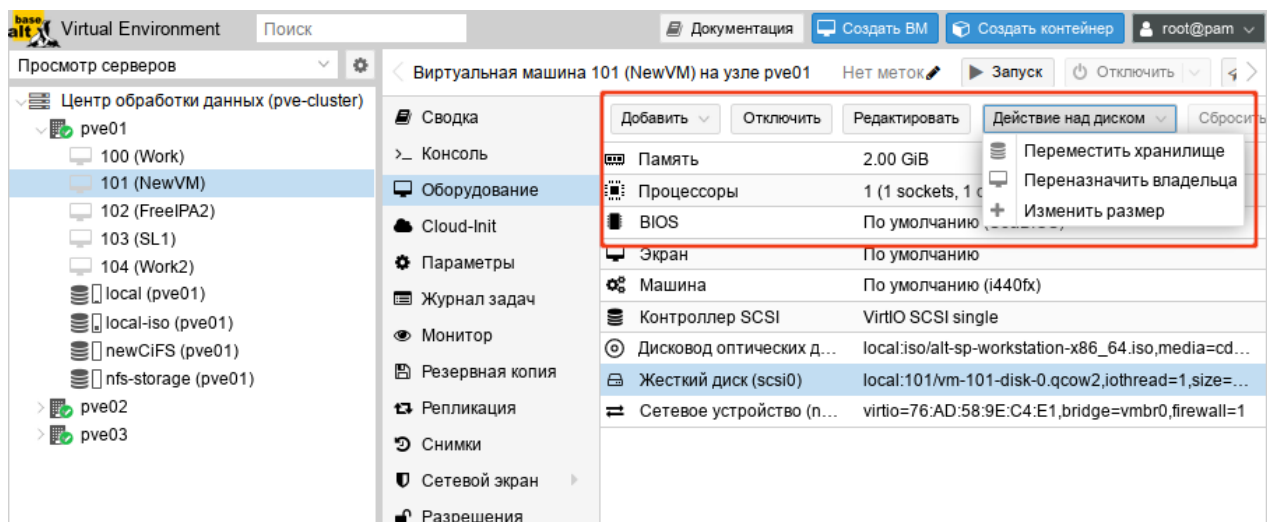 base
alt Virtual Environment Поиск Документация Создать ВМ Создать контейнер root@pam
Просмотр серверов
Центр обработки данных (pve-cluster)
pve01
100 (Work)
101 (NewVM)
102 (FreeIPA2)
103 (SL1)
104 (Work2)
local (pve01)
local-iso (pve01)
newCiFS (pve01)
nfs-storage (pve01)
pve02
pve03
Виртуальная машина 101 (NewVM) на узле pve01 Нет меток Запуск Отключить
Сводка
Консоль
Оборудование
Cloud-Init
Параметры
Журнал задач
Монитор
Резервная копия
Репликация
Снимки
Сетевой экран
Разрешения
Добавить Отключить Редактировать Действие над диском Сбросить
Переместить хранилище
Переназначить владельца
Изменить размер
Память 2.00 GiB
Процессоры 1 (1 sockets, 1
BIOS По умолчанию
Экран По умолчанию
Машина По умолчанию (i440fx)
Контроллер SCSI VirtIO SCSI single
Дисковод оптических д... local:iso/alt-sp-workstation-x86_64.iso,media=cd...
Жесткий диск (scsi0) local:101/vm-101-disk-0.qcow2,iothread=1,size=...
Сетевое устройство (n... virtio=76:AD:58:9E:C4:E1,bridge=vmbr0,firewall=1